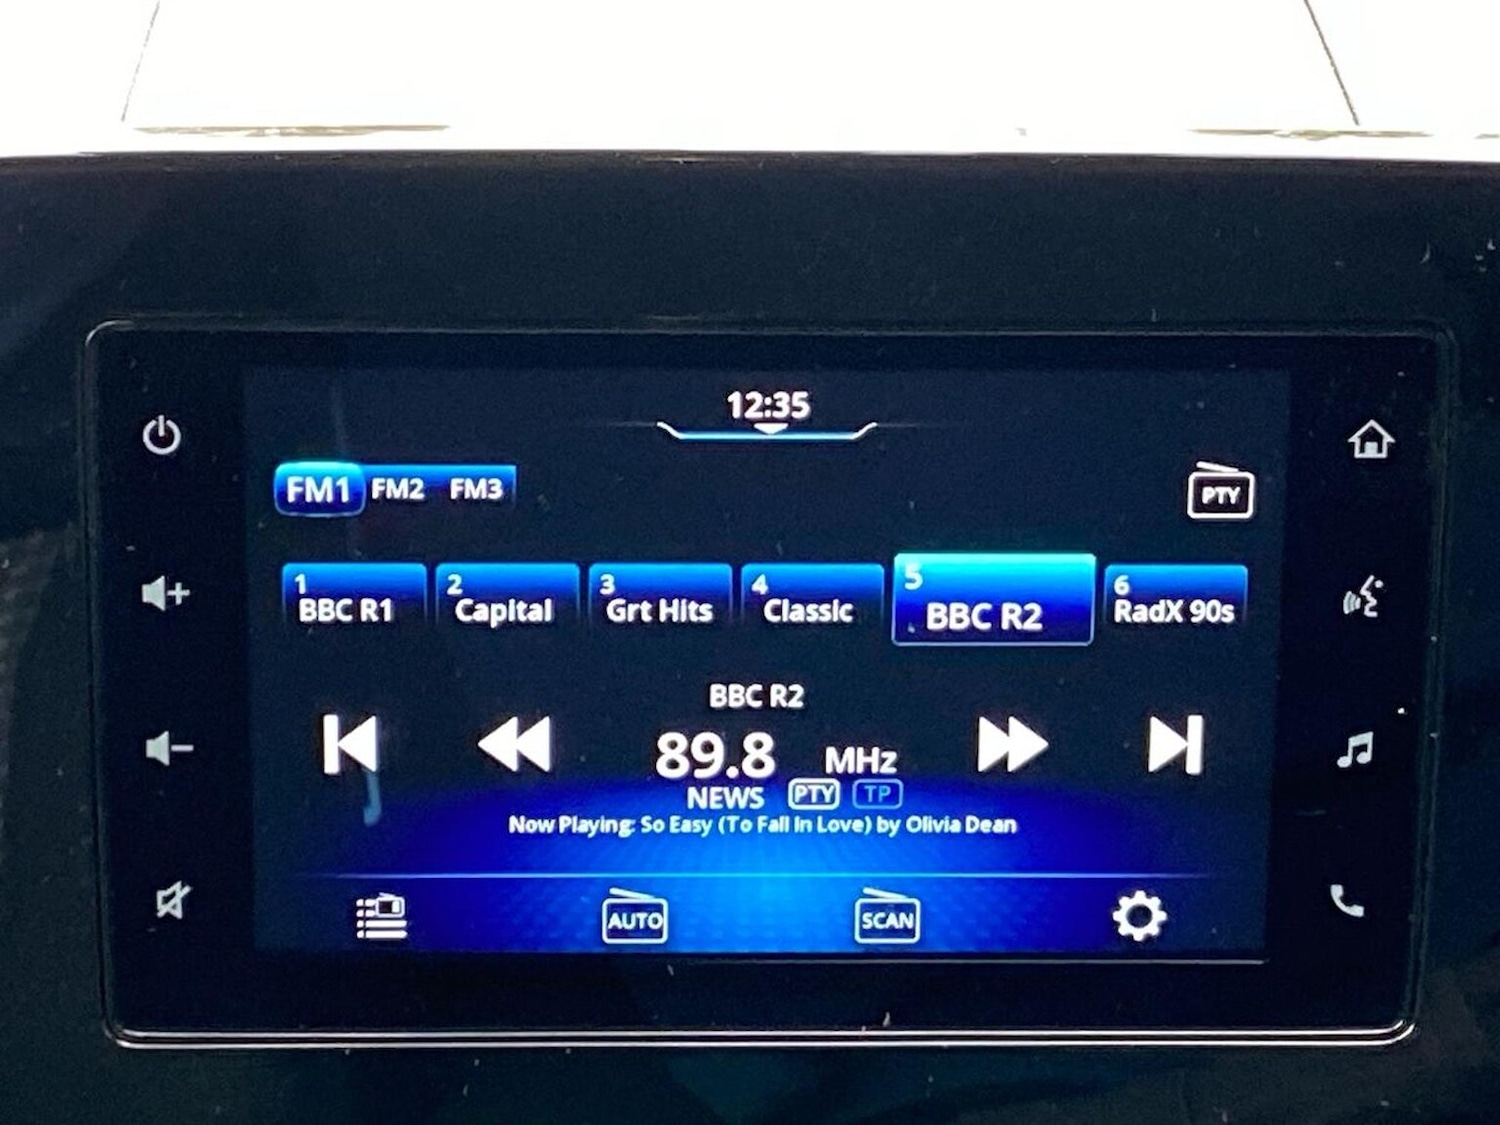 12:35
FM1 FM2 FM3
PTY
1 BBC R1
2 Capital
3 Grt Hits
4 Classic
5 BBC R2
6 RadX 90s
BBC R2
89.8 MHz
NEWS PTY TP
Now Playing: So Easy (To Fall In Love) by Olivia Dean
AUTO SCAN